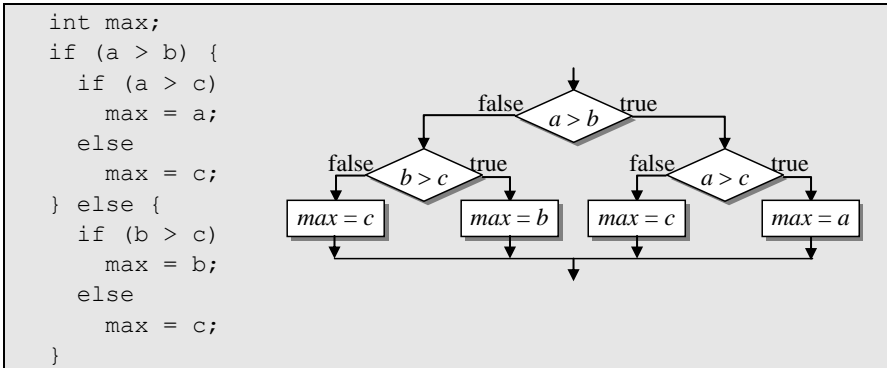 int max;
if (a > b) {
  if (a > c)
    max = a;
  else
    max = c;
} else {
  if (b > c)
    max = b;
  else
    max = c;
}
false a > b true
false b > c true false a > c true
max = c max = b max = c max = a